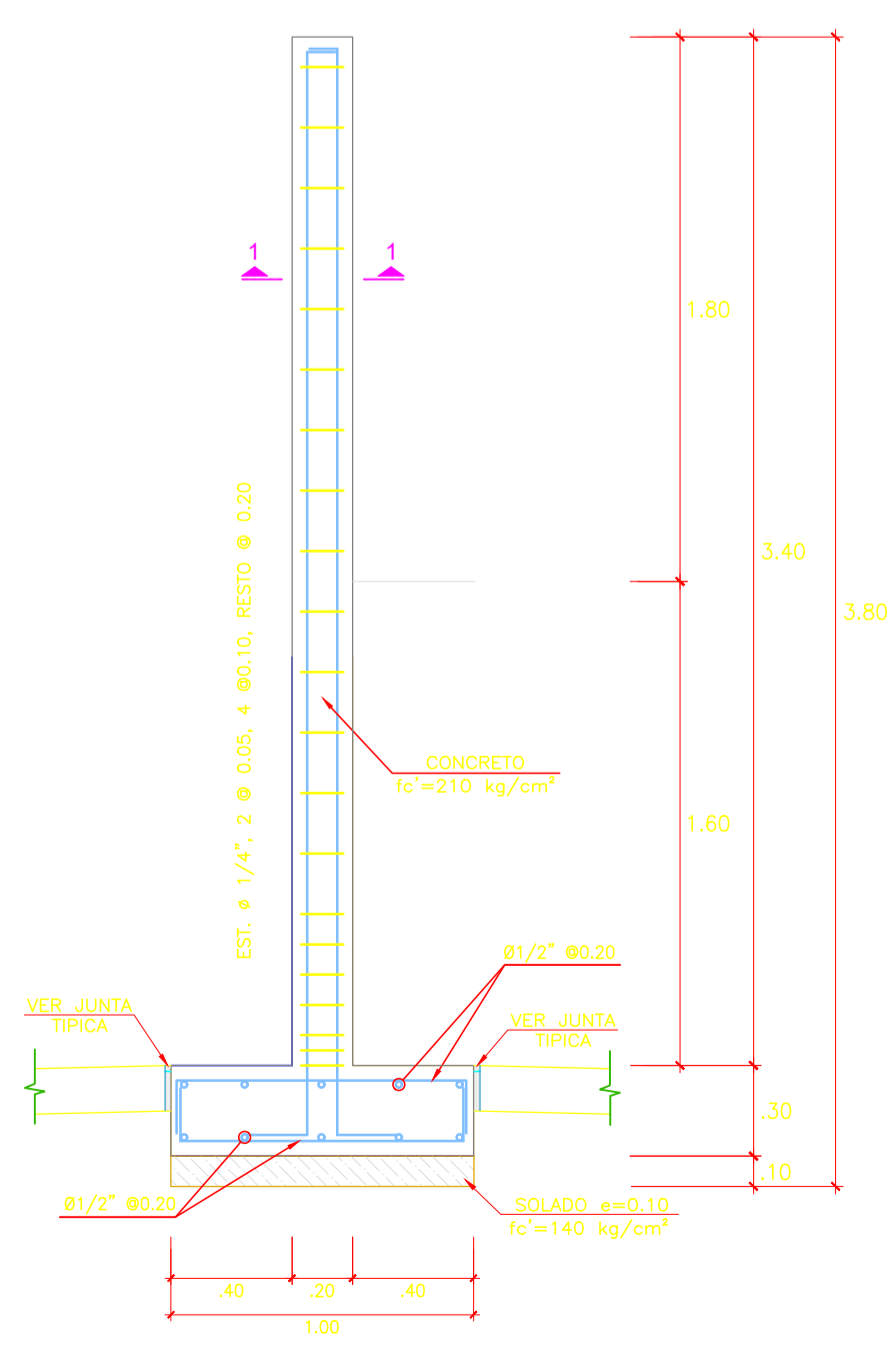 1
1
1.80
3.40
3.80
EST. ø 1/4", 2 @ 0.05, 4 @0.10, RESTO @ 0.20
CONCRETO
fc'=210 kg/cm²
1.60
Ø1/2" @0.20
VER JUNTA
TIPICA
VER JUNTA
TIPICA
.30
.10
Ø1/2" @0.20
SOLADO e=0.10
fc'=140 kg/cm²
.40
.20
.40
1.00